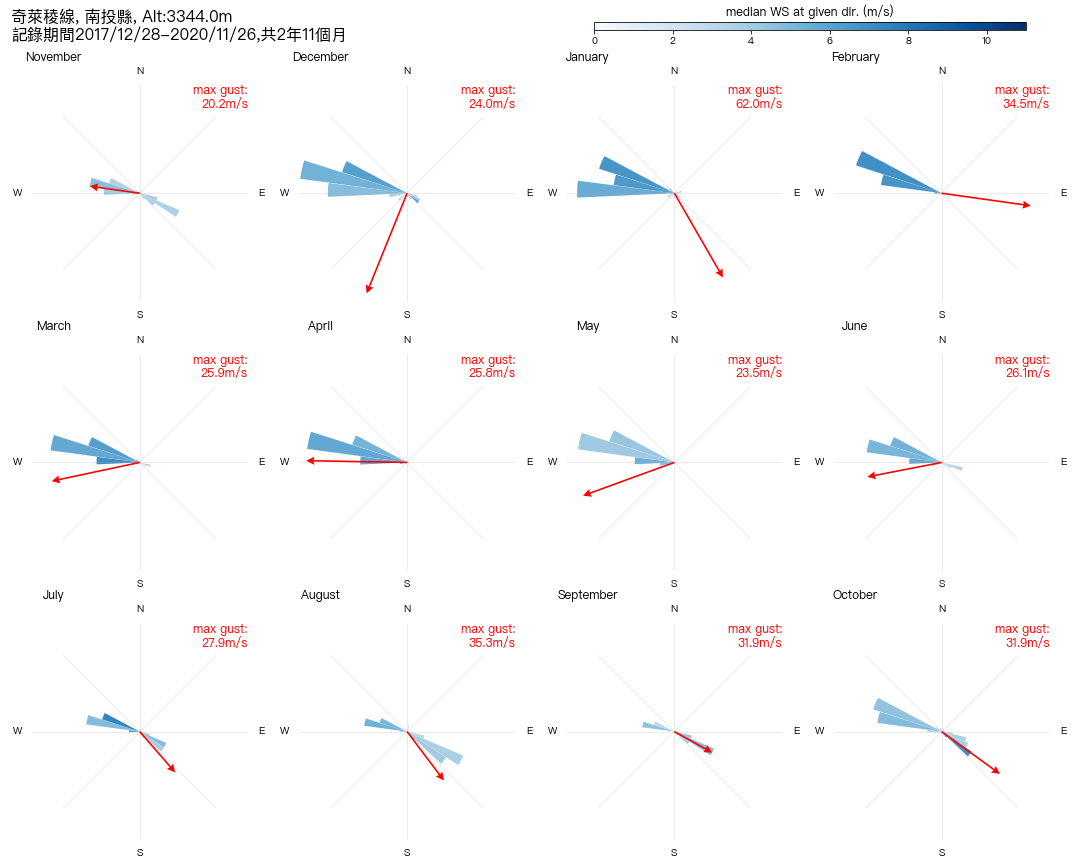 奇萊稜線, 南投縣, Alt:3344.0m
記錄期間2017/12/28-2020/11/26,共2年11個月
median WS at given dir. (m/s)
0 2 4 6 8 10
November
N
max gust:
20.2m/s
W
E
S
December
N
max gust:
24.0m/s
W
E
January
N
max gust:
62.0m/s
W
E
S
February
N
max gust:
34.5m/s
W
E
S
March
N
max gust:
25.9m/s
W
E
S
April
N
max gust:
25.8m/s
W
E
S
May
N
max gust:
23.5m/s
W
E
S
June
N
max gust:
26.1m/s
W
E
S
July
N
max gust:
27.9m/s
W
E
S
August
N
max gust:
35.3m/s
W
E
S
September
N
max gust:
31.9m/s
W
E
S
October
N
max gust:
31.9m/s
W
E
S